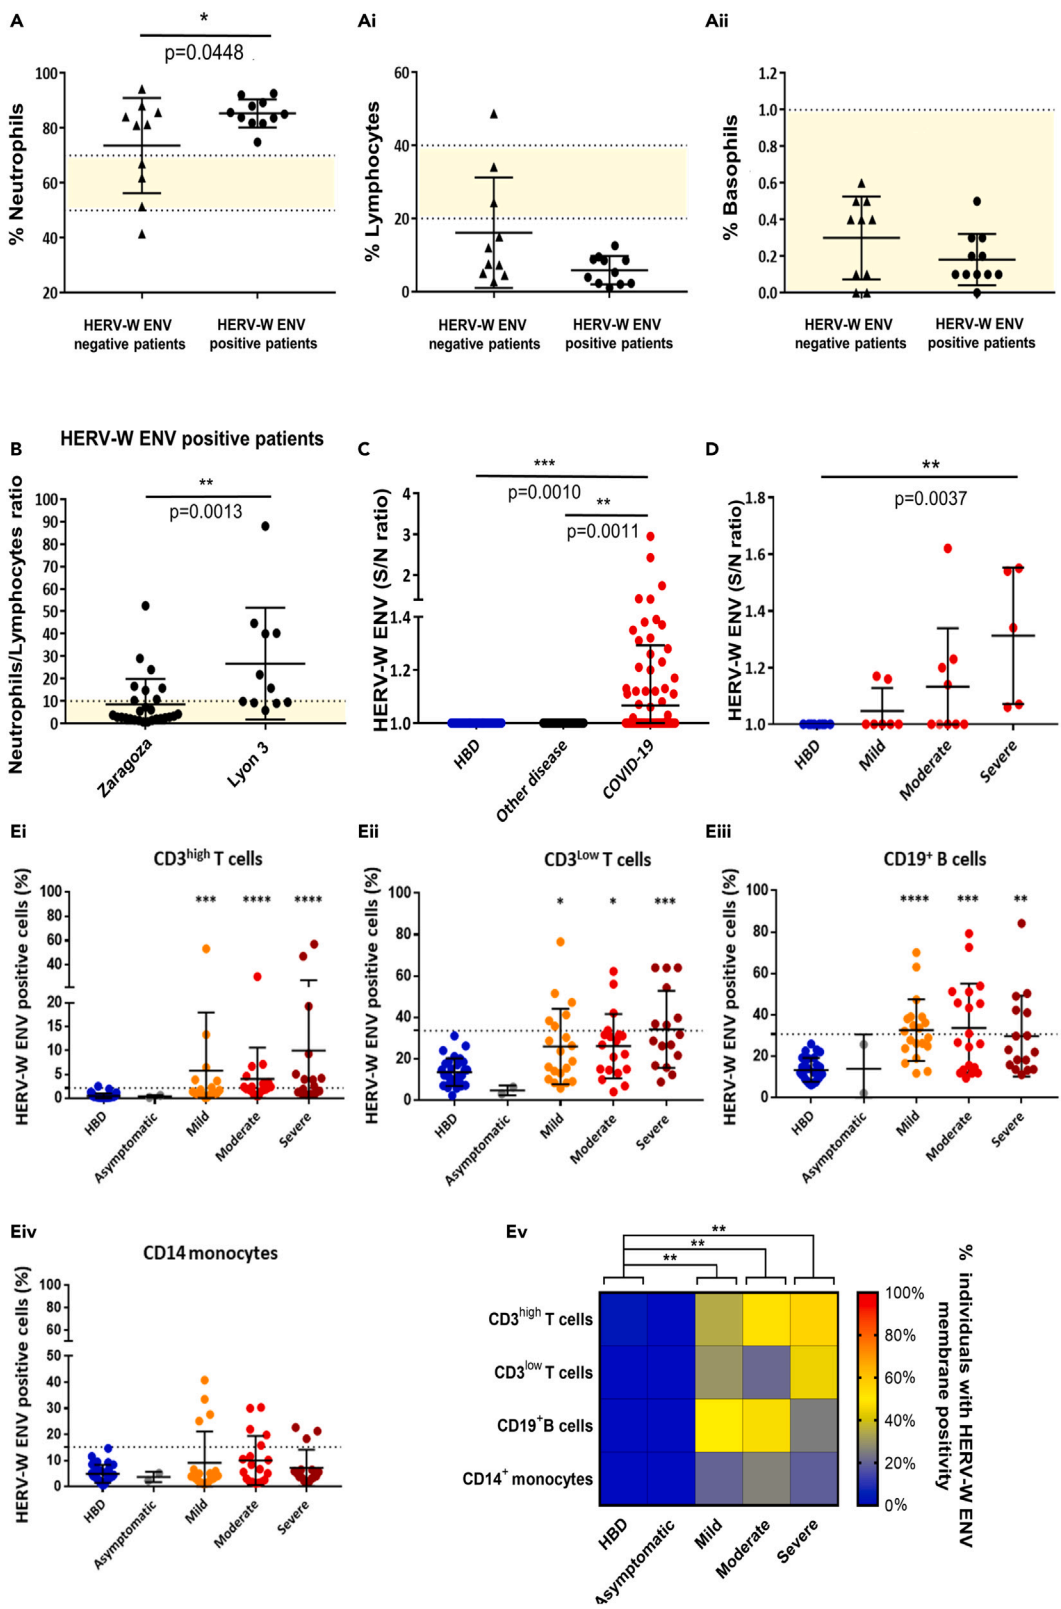 A
*
p=0.0448
% Neutrophils
100
80
60
40
20
HERV-W ENV
negative patients
HERV-W ENV
positive patients
Ai
% Lymphocytes
60
40
20
0
HERV-W ENV
negative patients
HERV-W ENV
positive patients
Aii
% Basophils
1.2
1.0
0.8
0.6
0.4
0.2
0.0
HERV-W ENV
negative patients
HERV-W ENV
positive patients
HERV-W ENV positive patients
B
**
p=0.0013
Neutrophils/Lymphocytes ratio
100
90
80
70
60
50
40
30
20
10
0
Zaragoza
Lyon 3
C
***
p=0.0010
**
p=0.0011
HERV-W ENV (S/N ratio)
4
3
2
1.4
1.2
1.0
HBD
Other disease
COVID-19
D
**
p=0.0037
HERV-W ENV (S/N ratio)
1.8
1.6
1.4
1.2
1.0
HBD
Mild
Moderate
Severe
Ei
CD3high T cells
HERV-W ENV positive cells (%)
100
80
60
40
20
15
10
5
0
***
****
****
HBD
Asymptomatic
Mild
Moderate
Severe
Eii
CD3Low T cells
HERV-W ENV positive cells (%)
100
80
60
40
20
0
*
*
***
HBD
Asymptomatic
Mild
Moderate
Severe
Eiii
CD19+ B cells
HERV-W ENV positive cells (%)
100
80
60
40
20
0
****
***
**
HBD
Asymptomatic
Mild
Moderate
Severe
Eiv
CD14 monocytes
HERV-W ENV positive cells (%)
100
80
60
50
40
30
20
10
0
HBD
Asymptomatic
Mild
Moderate
Severe
Ev
**
**
**
CD3high T cells
CD3low T cells
CD19+B cells
CD14+ monocytes
HBD
Asymptomatic
Mild
Moderate
Severe
100%
80%
60%
40%
20%
0%
% individuals with HERV-W ENV
membrane positivity